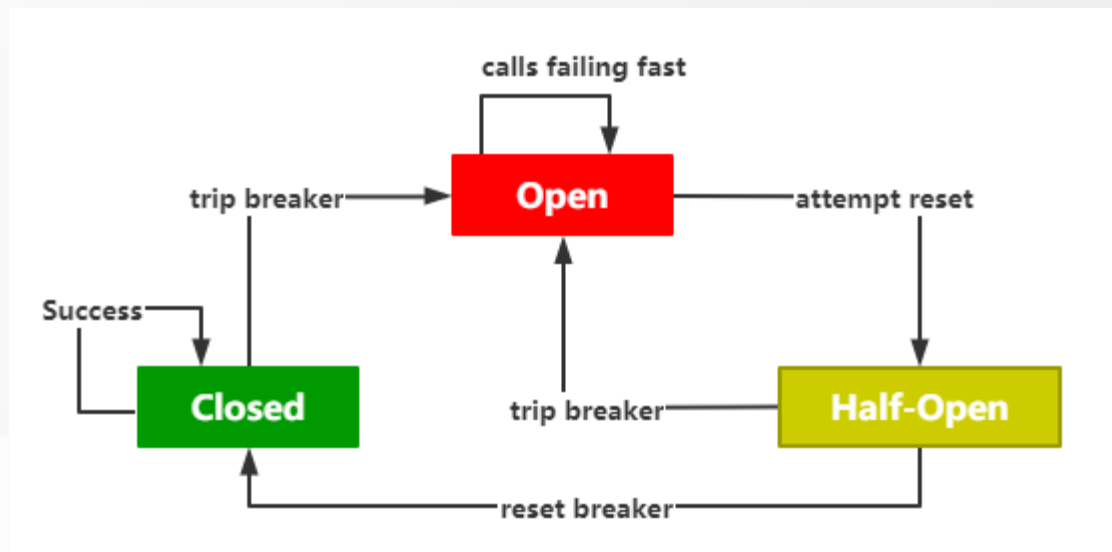 calls failing fast
trip breaker
Open
attempt reset
Success
Closed
trip breaker
Half-Open
reset breaker